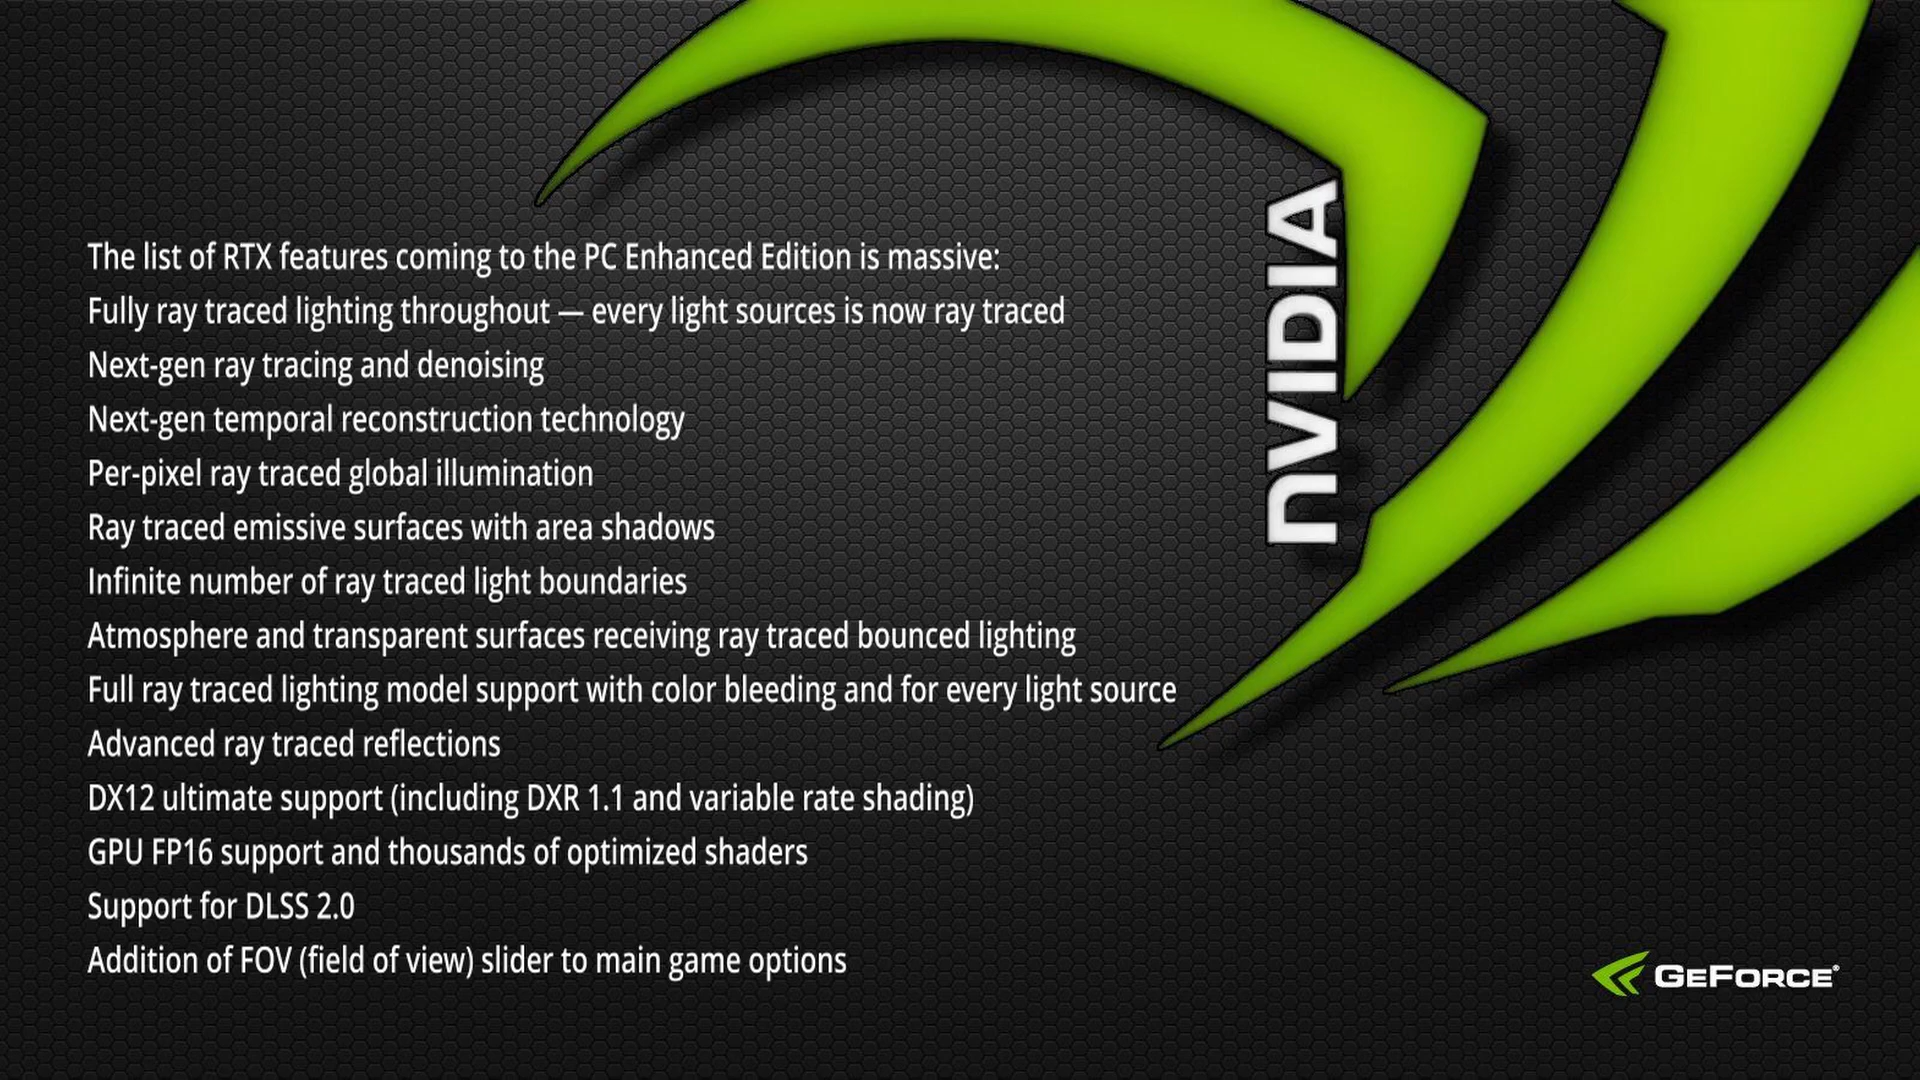 The list of RTX features coming to the PC Enhanced Edition is massive:
Fully ray traced lighting throughout — every light sources is now ray traced
Next-gen ray tracing and denoising
Next-gen temporal reconstruction technology
Per-pixel ray traced global illumination
Ray traced emissive surfaces with area shadows
Infinite number of ray traced light boundaries
Atmosphere and transparent surfaces receiving ray traced bounced lighting
Full ray traced lighting model support with color bleeding and for every light source
Advanced ray traced reflections
DX12 ultimate support (including DXR 1.1 and variable rate shading)
GPU FP16 support and thousands of optimized shaders
Support for DLSS 2.0
Addition of FOV (field of view) slider to main game options
NVIDIA
GEFORCE®